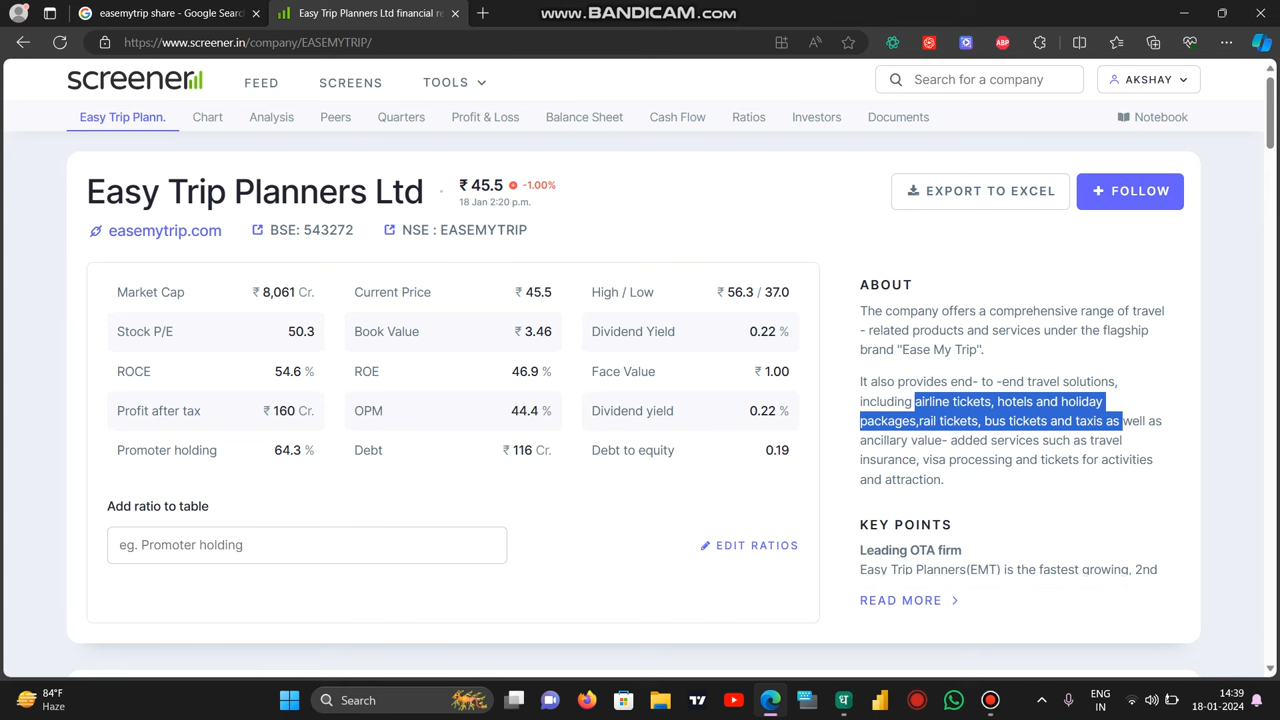 easemytrip share - Google Searc
Easy Trip Planners Ltd financial re
www.BANDICAM.com
https://www.screener.in/company/EASEMYTRIP/
screener
FEED
SCREENS
TOOLS
Search for a company
AKSHAY
Easy Trip Plann.
Chart
Analysis
Peers
Quarters
Profit & Loss
Balance Sheet
Cash Flow
Ratios
Investors
Documents
Notebook
Easy Trip Planners Ltd
₹ 45.5 -1.00%
18 Jan 2:20 p.m.
EXPORT TO EXCEL
+ FOLLOW
easemytrip.com
BSE: 543272
NSE : EASEMYTRIP
Market Cap ₹ 8,061 Cr.
Current Price ₹ 45.5
High / Low ₹ 56.3 / 37.0
Stock P/E 50.3
Book Value ₹ 3.46
Dividend Yield 0.22 %
ROCE 54.6 %
ROE 46.9 %
Face Value ₹ 1.00
Profit after tax ₹ 160 Cr.
OPM 44.4 %
Dividend yield 0.22 %
Promoter holding 64.3 %
Debt ₹ 116 Cr.
Debt to equity 0.19
Add ratio to table
eg. Promoter holding
EDIT RATIOS
ABOUT
The company offers a comprehensive range of travel
- related products and services under the flagship
brand "Ease My Trip".
It also provides end- to -end travel solutions,
including airline tickets, hotels and holiday
packages,rail tickets, bus tickets and taxis as well as
ancillary value- added services such as travel
insurance, visa processing and tickets for activities
and attraction.
KEY POINTS
Leading OTA firm
Easy Trip Planners(EMT) is the fastest growing, 2nd
READ MORE
84°F
Haze
Search
ENG
IN
14:39
18-01-2024
ABP